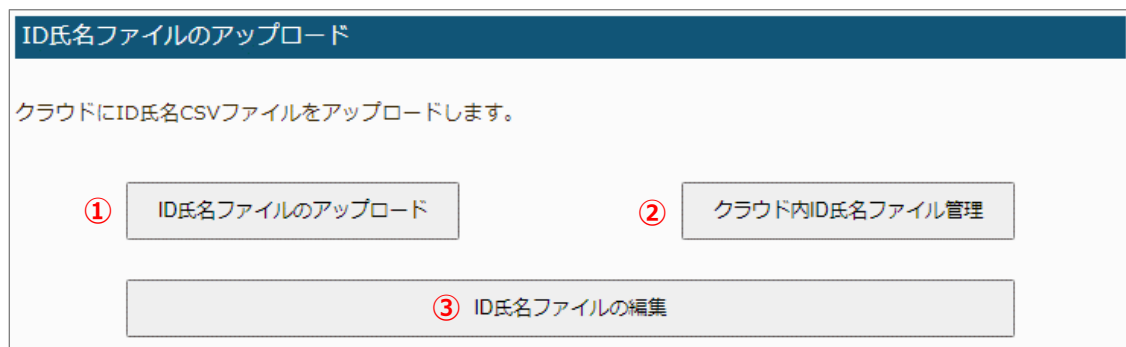 ID氏名ファイルのアップロード
クラウドにID氏名CSVファイルをアップロードします。
① ID氏名ファイルのアップロード
② クラウド内ID氏名ファイル管理
③ ID氏名ファイルの編集